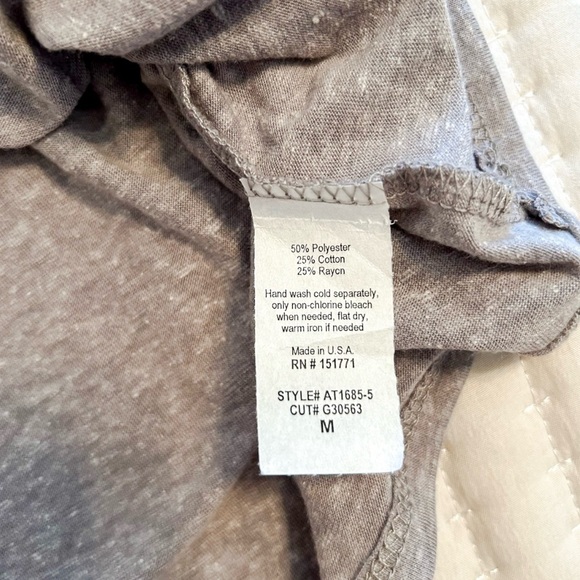 50% Polyester
25% Cotton
25% Raycn
Hand wash cold separately,
only non-chlorine bleach
when needed, flat dry,
warm iron if needed
Made in U.S.A.
RN # 151771
STYLE# AT1685-5
CUT# G30563
M